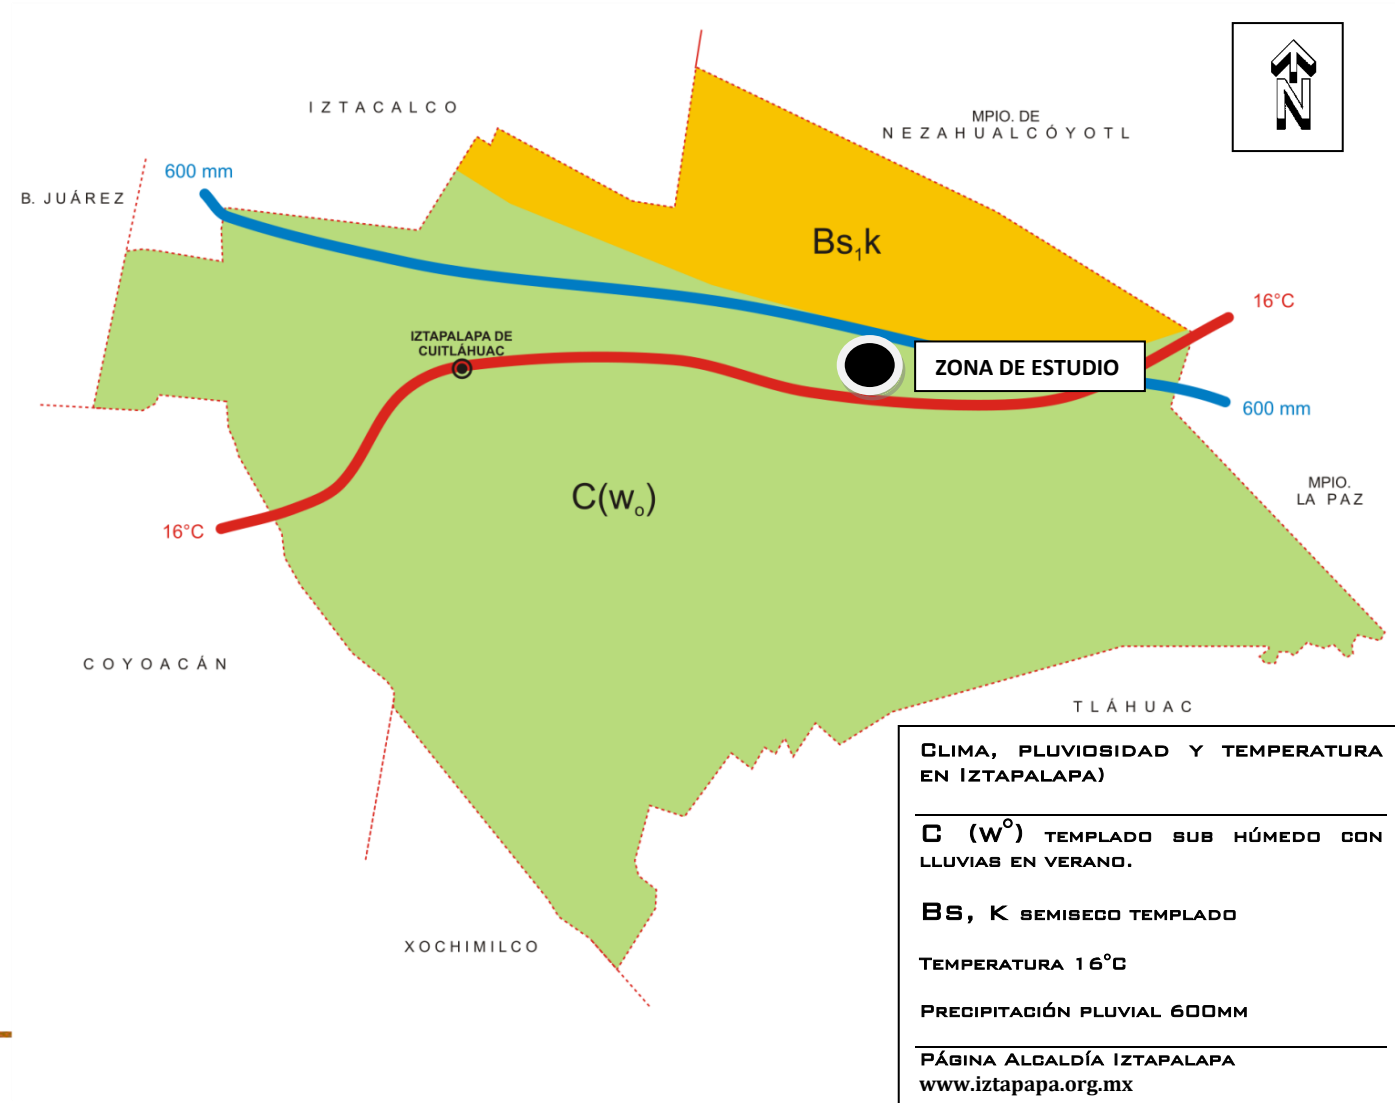 IZTACALCO
MPIO. DE
NEZAHUALCÓYOTL
N
600 mm
B. JUÁREZ
Bs₁k
16°C
IZTAPALAPA DE
CUITLÁHUAC
ZONA DE ESTUDIO
600 mm
MPIO.
LA PAZ
C(wₒ)
16°C
COYOACÁN
TLÁHUAC
XOCHIMILCO
CLIMA, PLUVIOSIDAD Y TEMPERATURA
EN IZTAPALAPA)
C (W°) TEMPLADO SUB HÚMEDO CON
LLUVIAS EN VERANO.
BS, K SEMISECO TEMPLADO
TEMPERATURA 16°C
PRECIPITACIÓN PLUVIAL 600MM
PÁGINA ALCALDÍA IZTAPALAPA
www.iztapapa.org.mx